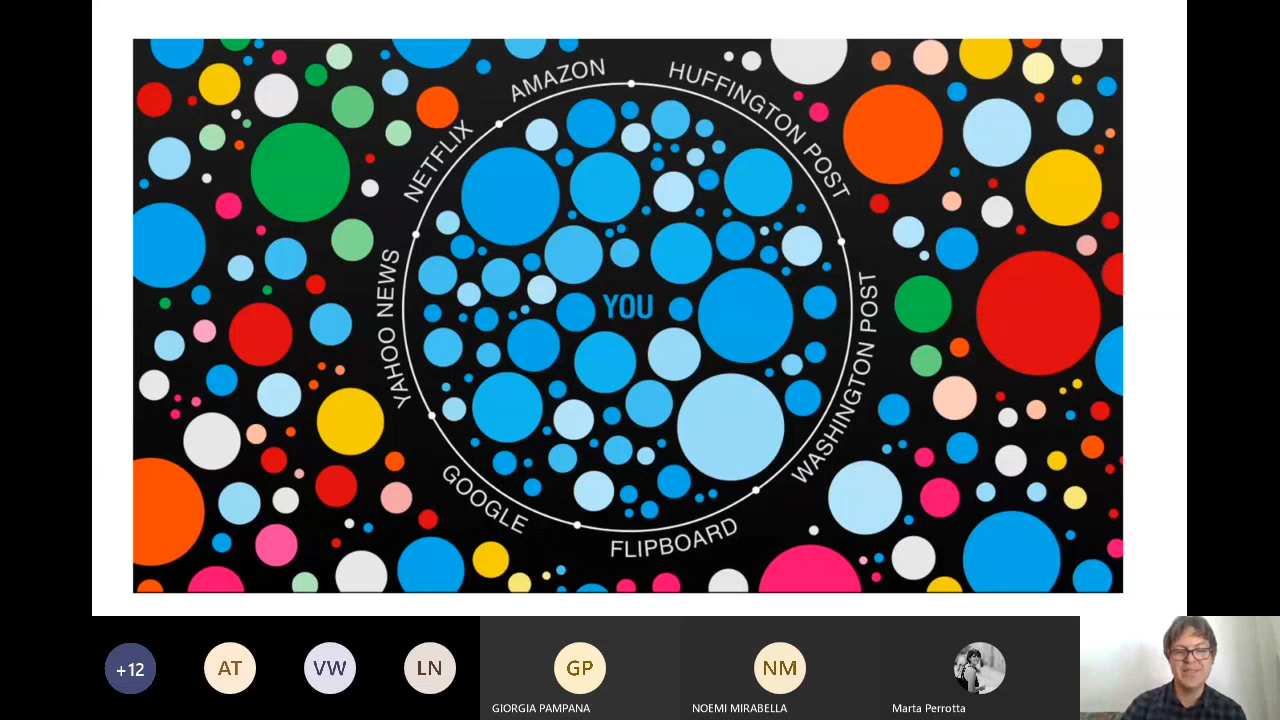 AMAZON
HUFFINGTON POST
NETFLIX
YAHOO NEWS
YOU
WASHINGTON POST
GOOGLE
FLIPBOARD
+12
AT
VW
LN
GP
NM
GIORGIA PAMPANA
NOEMI MIRABELLA
Marta Perrotta